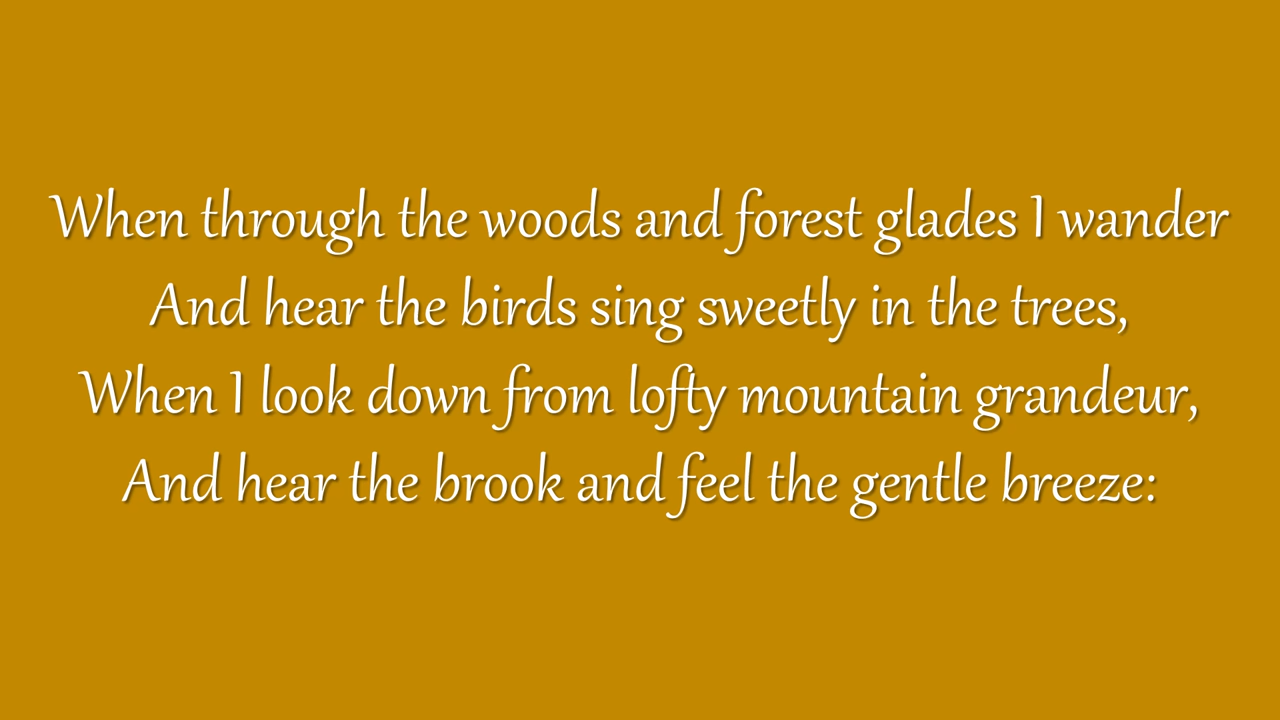 When through the woods and forest glades I wander
And hear the birds sing sweetly in the trees,
When I look down from lofty mountain grandeur,
And hear the brook and feel the gentle breeze: